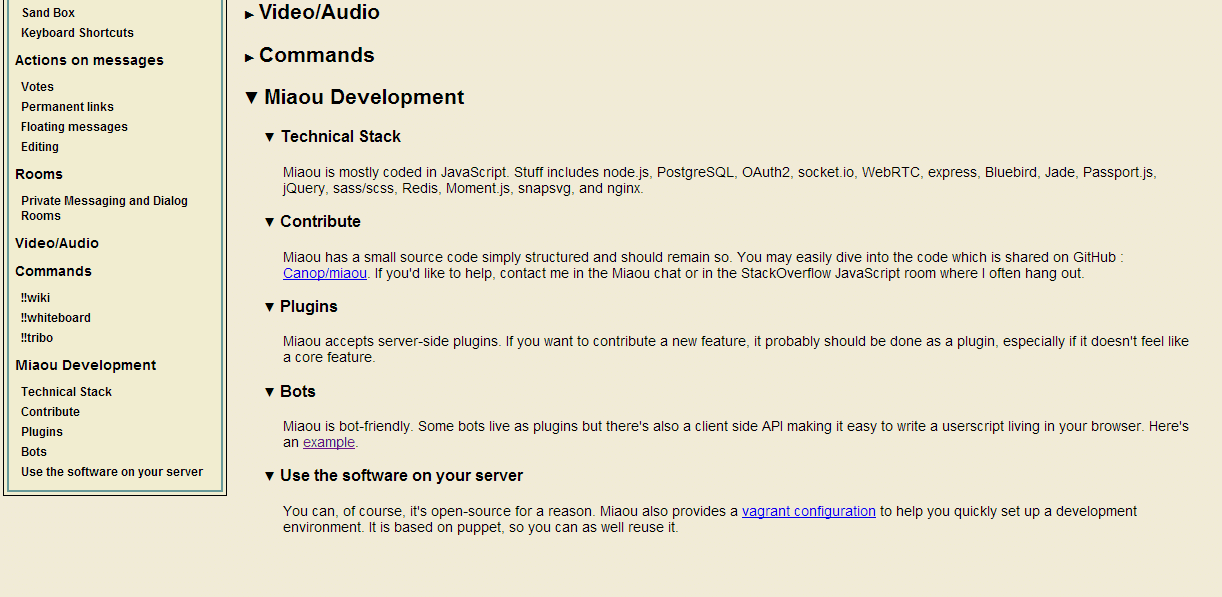 Sand Box
Keyboard Shortcuts
Actions on messages
Votes
Permanent links
Floating messages
Editing
Rooms
Private Messaging and Dialog
Rooms
Video/Audio
Commands
!!wiki
!!whiteboard
!!tribo
Miaou Development
Technical Stack
Contribute
Plugins
Bots
Use the software on your server
Video/Audio
Commands
Miaou Development
Technical Stack
Miaou is mostly coded in JavaScript. Stuff includes node.js, PostgreSQL, OAuth2, socket.io, WebRTC, express, Bluebird, Jade, Passport.js,
jQuery, sass/scss, Redis, Moment.js, snapsvg, and nginx.
Contribute
Miaou has a small source code simply structured and should remain so. You may easily dive into the code which is shared on GitHub :
Canop/miaou. If you'd like to help, contact me in the Miaou chat or in the StackOverflow JavaScript room where I often hang out.
Plugins
Miaou accepts server-side plugins. If you want to contribute a new feature, it probably should be done as a plugin, especially if it doesn't feel like
a core feature.
Bots
Miaou is bot-friendly. Some bots live as plugins but there's also a client side API making it easy to write a userscript living in your browser. Here's
an example.
Use the software on your server
You can, of course, it's open-source for a reason. Miaou also provides a vagrant configuration to help you quickly set up a development
environment. It is based on puppet, so you can as well reuse it.